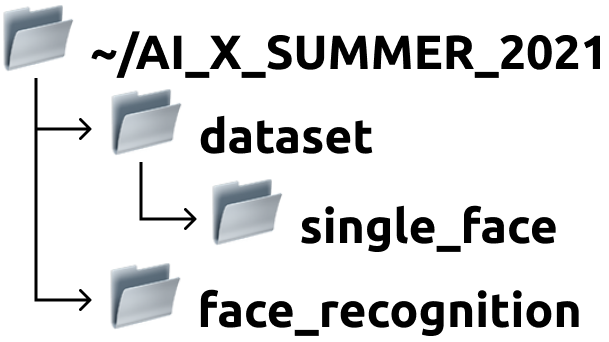 ~/AI_X_SUMMER_2021
dataset
single_face
face_recognition